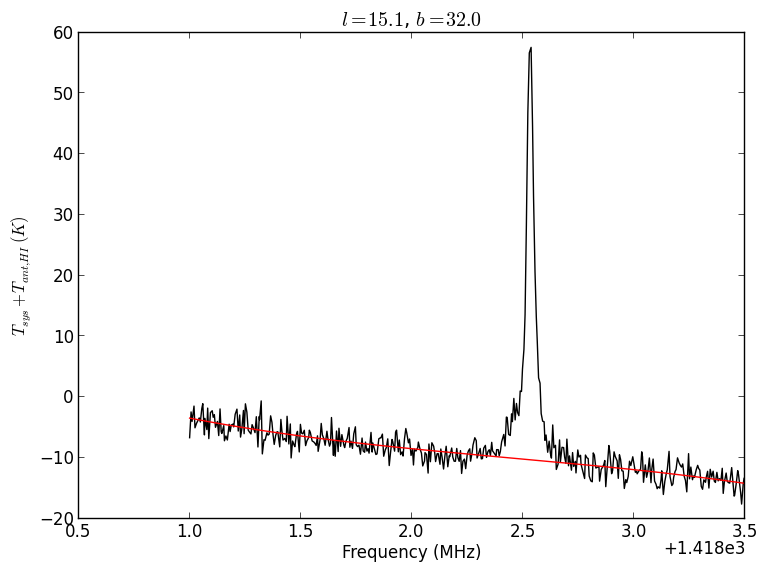 l = 15.1, b = 32.0
60
50
40
30
20
10
0
−10
−20
T_sys + T_ant,HI (K)
0.5 1.0 1.5 2.0 2.5 3.0 3.5
Frequency (MHz)
+1.418e3